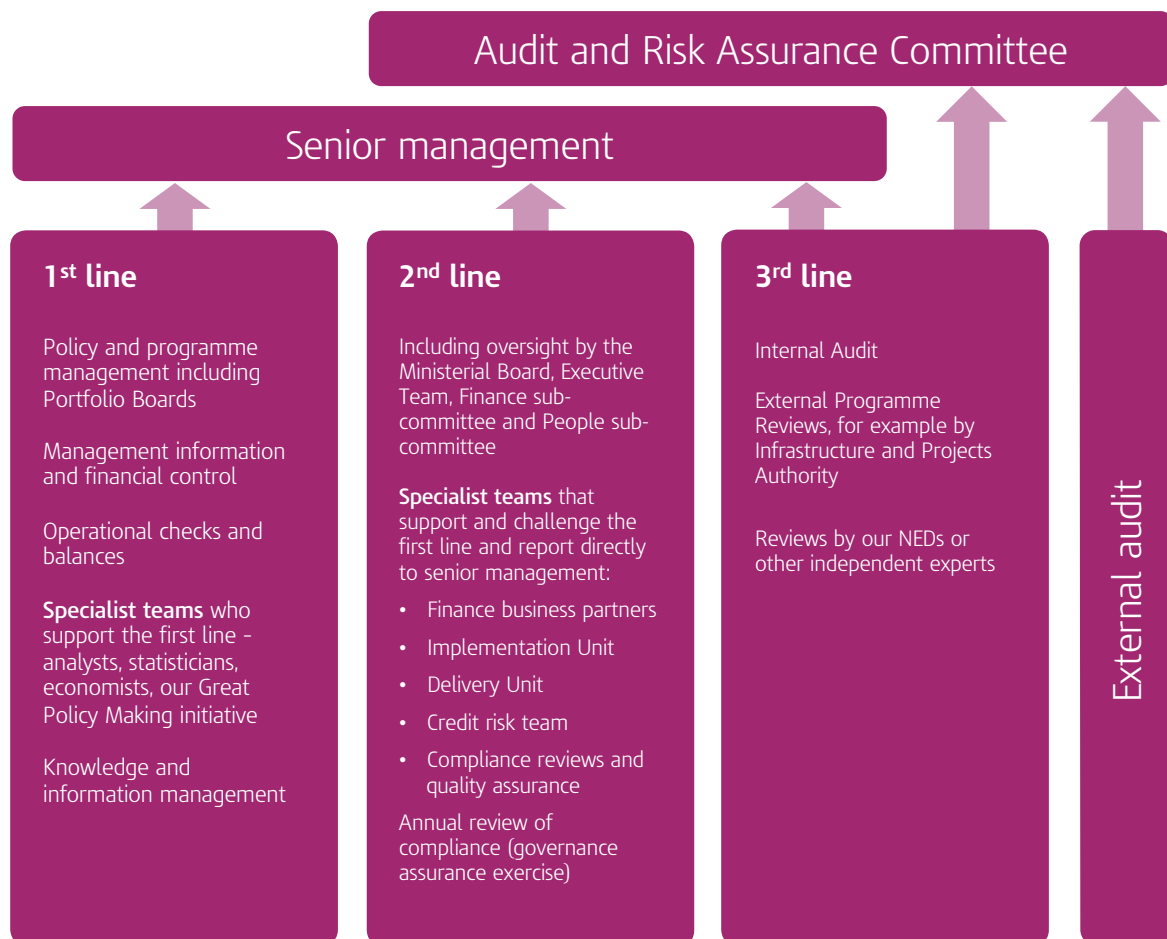 Audit and Risk Assurance Committee
Senior management
1st line
Policy and programme
management including
Portfolio Boards
Management information
and financial control
Operational checks and
balances
Specialist teams who
support the first line –
analysts, statisticians,
economists, our Great
Policy Making initiative
Knowledge and
information management
2nd line
Including oversight by the
Ministerial Board, Executive
Team, Finance sub-
committee and People sub-
committee
Specialist teams that
support and challenge the
first line and report directly
to senior management:
• Finance business partners
• Implementation Unit
• Delivery Unit
• Credit risk team
• Compliance reviews and
quality assurance
Annual review of
compliance (governance
assurance exercise)
3rd line
Internal Audit
External Programme
Reviews, for example by
Infrastructure and Projects
Authority
Reviews by our NEDs or
other independent experts
External audit